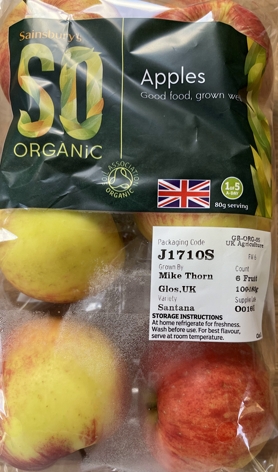 Sainsbury's
SO
ORGANiC
Apples
Good food, grown
ASSOCIATION
ORGANIC
1 of 5
A-DAY
80g serving
GB-ORG-05
UK Agriculture
Packaging Code
J1710S
Grown By
Count
Mike Thorn
6 Fruit
Glos,UK
Variety
Santana
STORAGE INSTRUCTIONS
At home refrigerate for freshness.
Wash before use. For best flavour,
serve at room temperature.